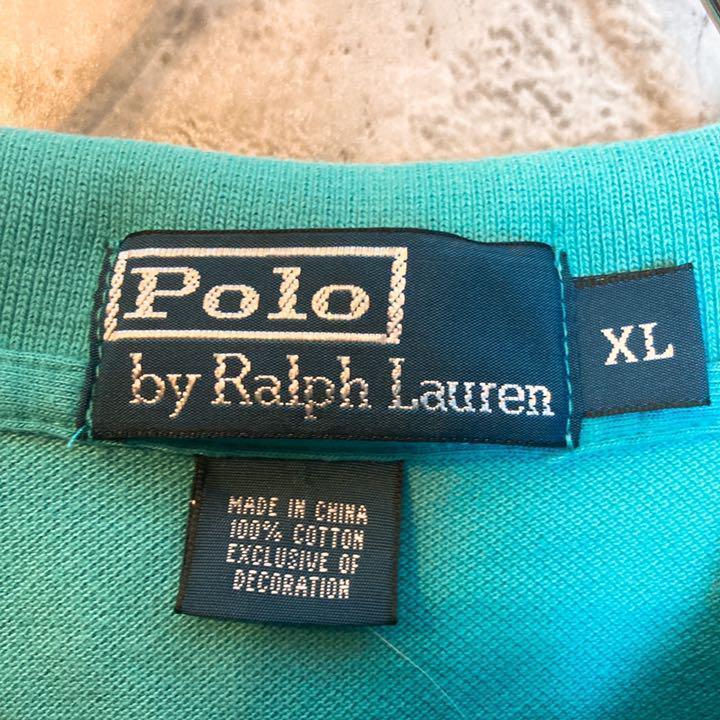 Polo
by Ralph Lauren
XL
MADE IN CHINA
100% COTTON
EXCLUSIVE OF
DECORATION